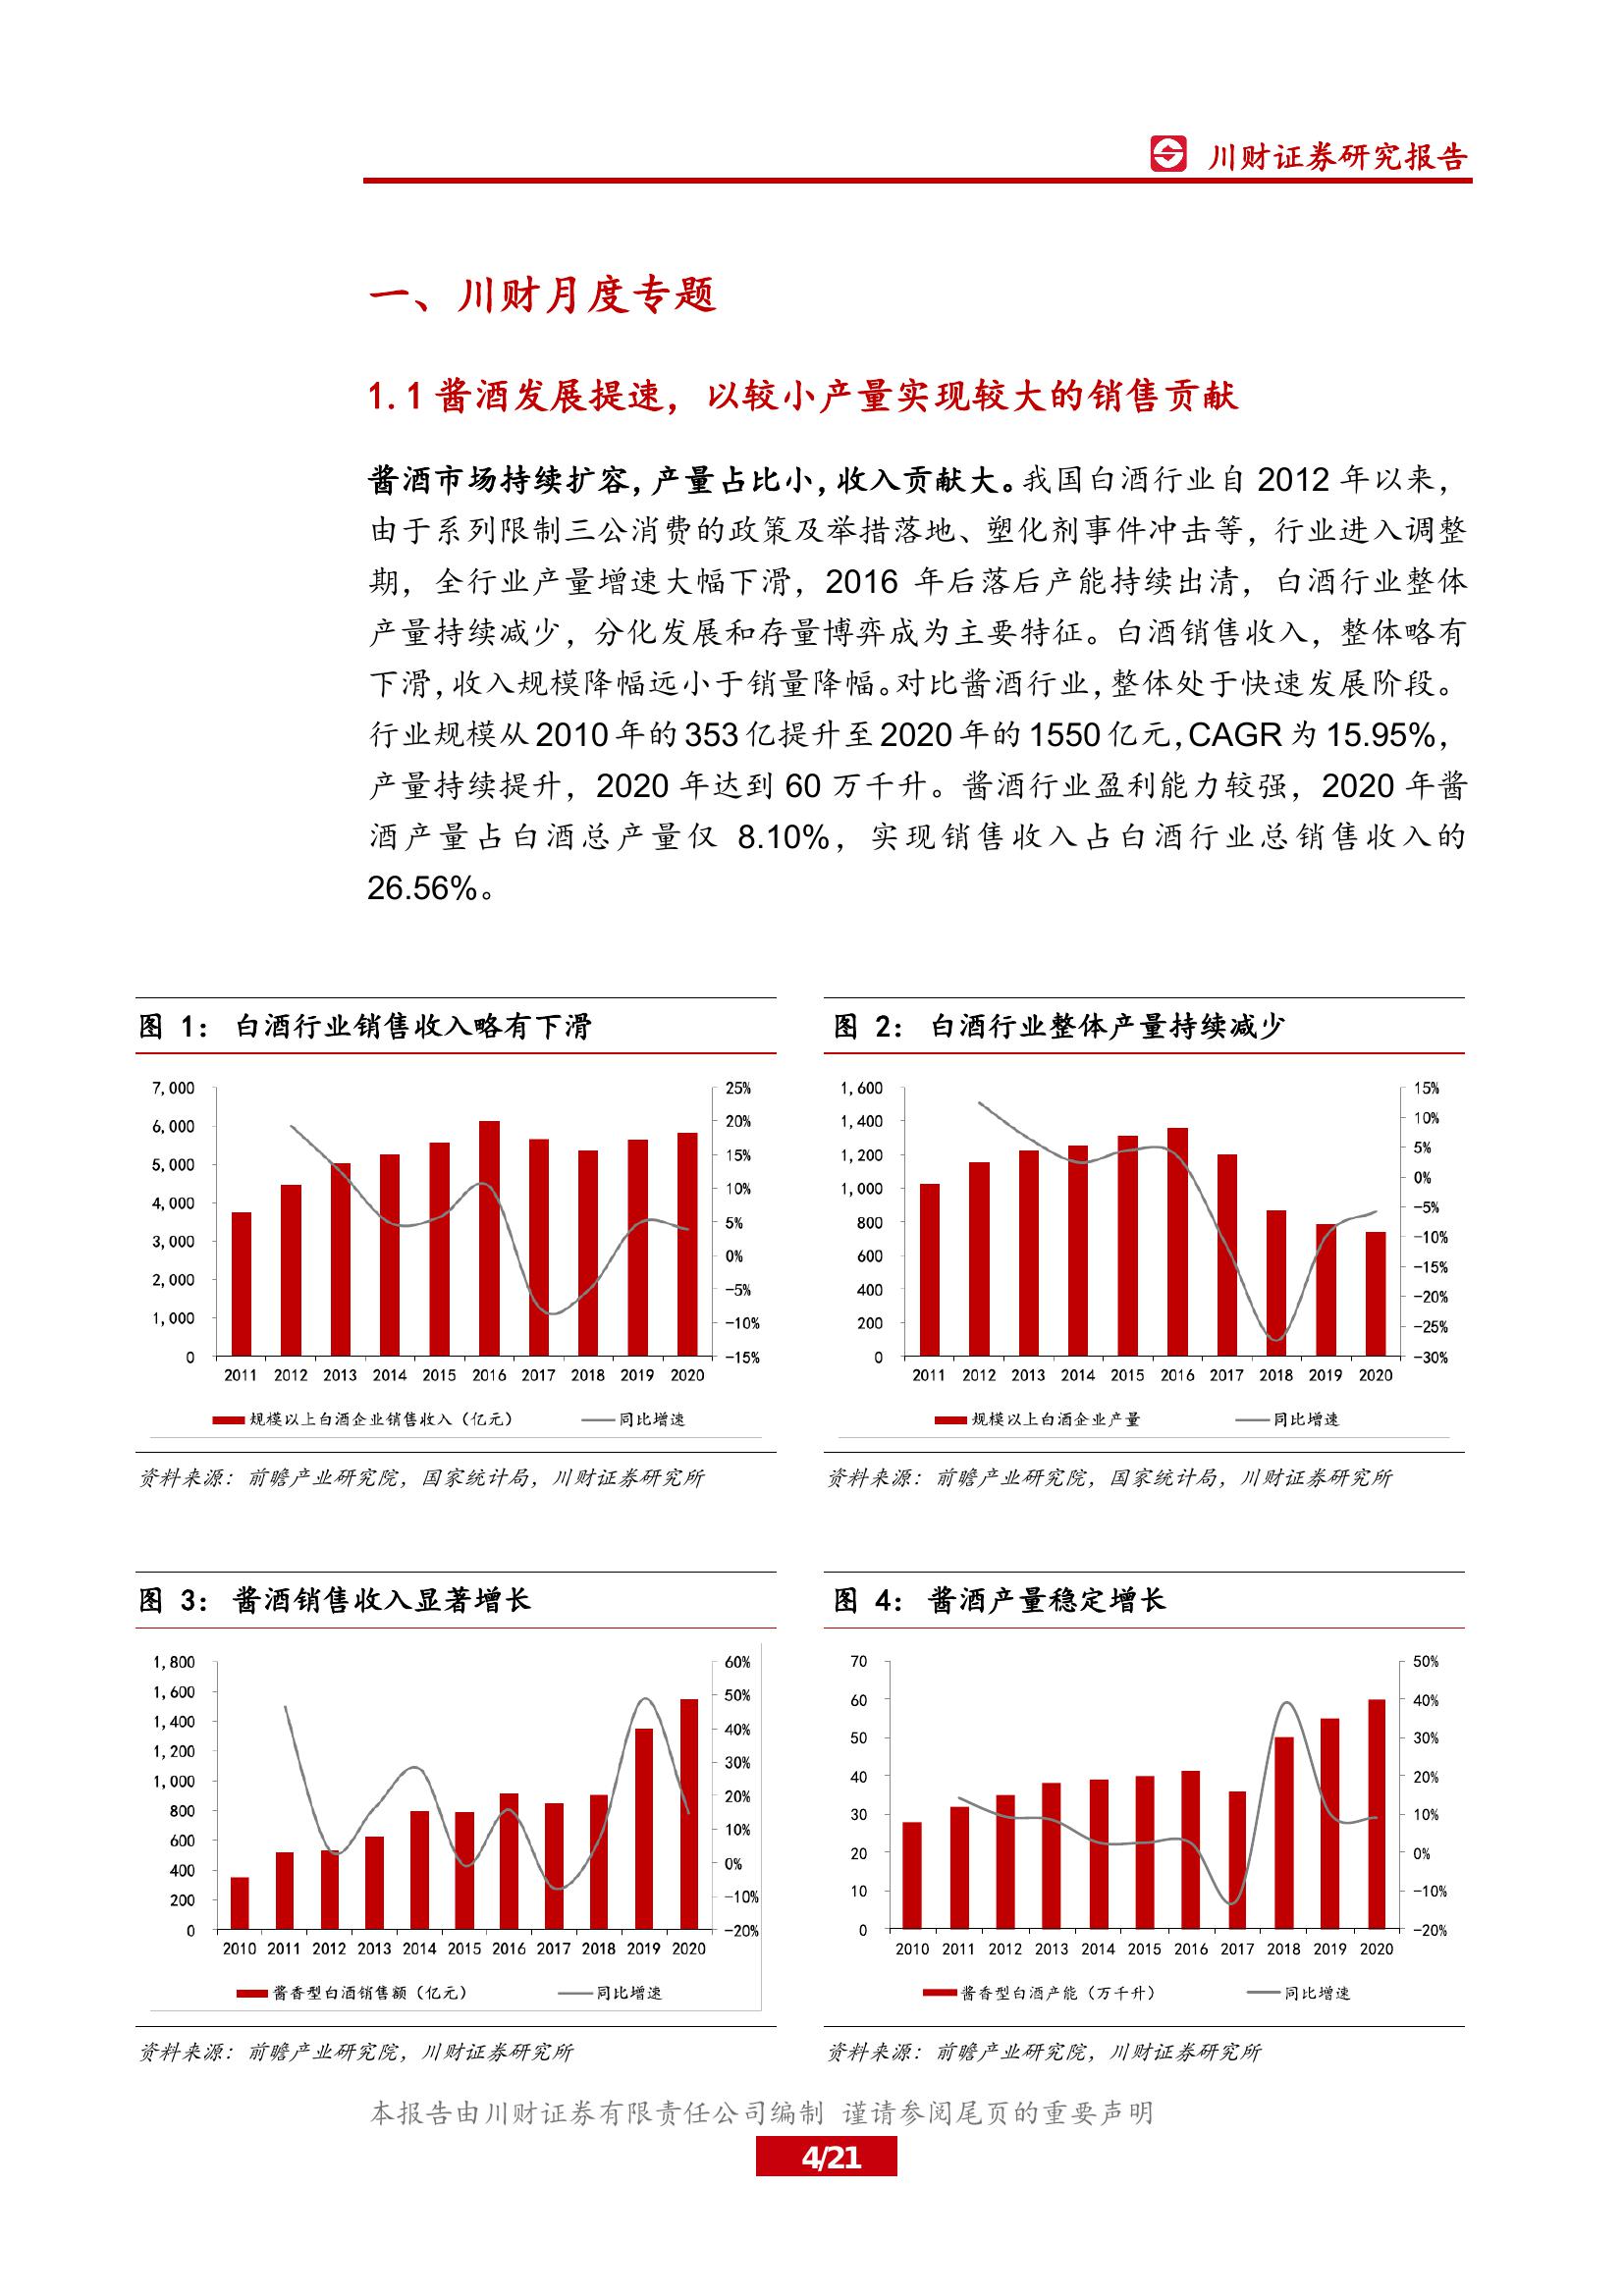 川财证券研究报告
一、川财月度专题
1.1 酱酒发展提速，以较小产量实现较大的销售贡献
酱酒市场持续扩容，产量占比小，收入贡献大。我国白酒行业自 2012 年以来，
由于系列限制三公消费的政策及举措落地、塑化剂事件冲击等，行业进入调整
期，全行业产量增速大幅下滑，2016 年后落后产能持续出清，白酒行业整体
产量持续减少，分化发展和存量博弈成为主要特征。白酒销售收入，整体略有
下滑，收入规模降幅远小于销量降幅。对比酱酒行业，整体处于快速发展阶段。
行业规模从 2010 年的 353 亿提升至 2020 年的 1550 亿元，CAGR 为 15.95%，
产量持续提升，2020 年达到 60 万千升。酱酒行业盈利能力较强，2020 年酱
酒产量占白酒总产量仅 8.10%，实现销售收入占白酒行业总销售收入的
26.56%。
图 1： 白酒行业销售收入略有下滑
7,000
6,000
5,000
4,000
3,000
2,000
1,000
0
25%
20%
15%
10%
5%
0%
-5%
-10%
-15%
2011 2012 2013 2014 2015 2016 2017 2018 2019 2020
规模以上白酒企业销售收入（亿元） 同比增速
资料来源：前瞻产业研究院，国家统计局，川财证券研究所
图 2： 白酒行业整体产量持续减少
1,600
1,400
1,200
1,000
800
600
400
200
0
15%
10%
5%
0%
-5%
-10%
-15%
-20%
-25%
-30%
2011 2012 2013 2014 2015 2016 2017 2018 2019 2020
规模以上白酒企业产量 同比增速
资料来源：前瞻产业研究院，国家统计局，川财证券研究所
图 3： 酱酒销售收入显著增长
1,800
1,600
1,400
1,200
1,000
800
600
400
200
0
60%
50%
40%
30%
20%
10%
0%
-10%
-20%
2010 2011 2012 2013 2014 2015 2016 2017 2018 2019 2020
酱香型白酒销售额（亿元） 同比增速
资料来源：前瞻产业研究院，川财证券研究所
图 4： 酱酒产量稳定增长
70
60
50
40
30
20
10
0
50%
40%
30%
20%
10%
0%
-10%
-20%
2010 2011 2012 2013 2014 2015 2016 2017 2018 2019 2020
酱香型白酒产能（万千升） 同比增速
资料来源：前瞻产业研究院，川财证券研究所
本报告由川财证券有限责任公司编制 谨请参阅尾页的重要声明
4/21